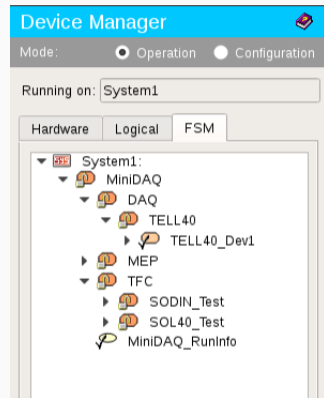 Device Manager
Mode: Operation Configuration
Running on: System1
Hardware Logical FSM
System1:
MiniDAQ
DAQ
TELL40
TELL40_Dev1
MEP
TFC
SODIN_Test
SOL40_Test
MiniDAQ_RunInfo